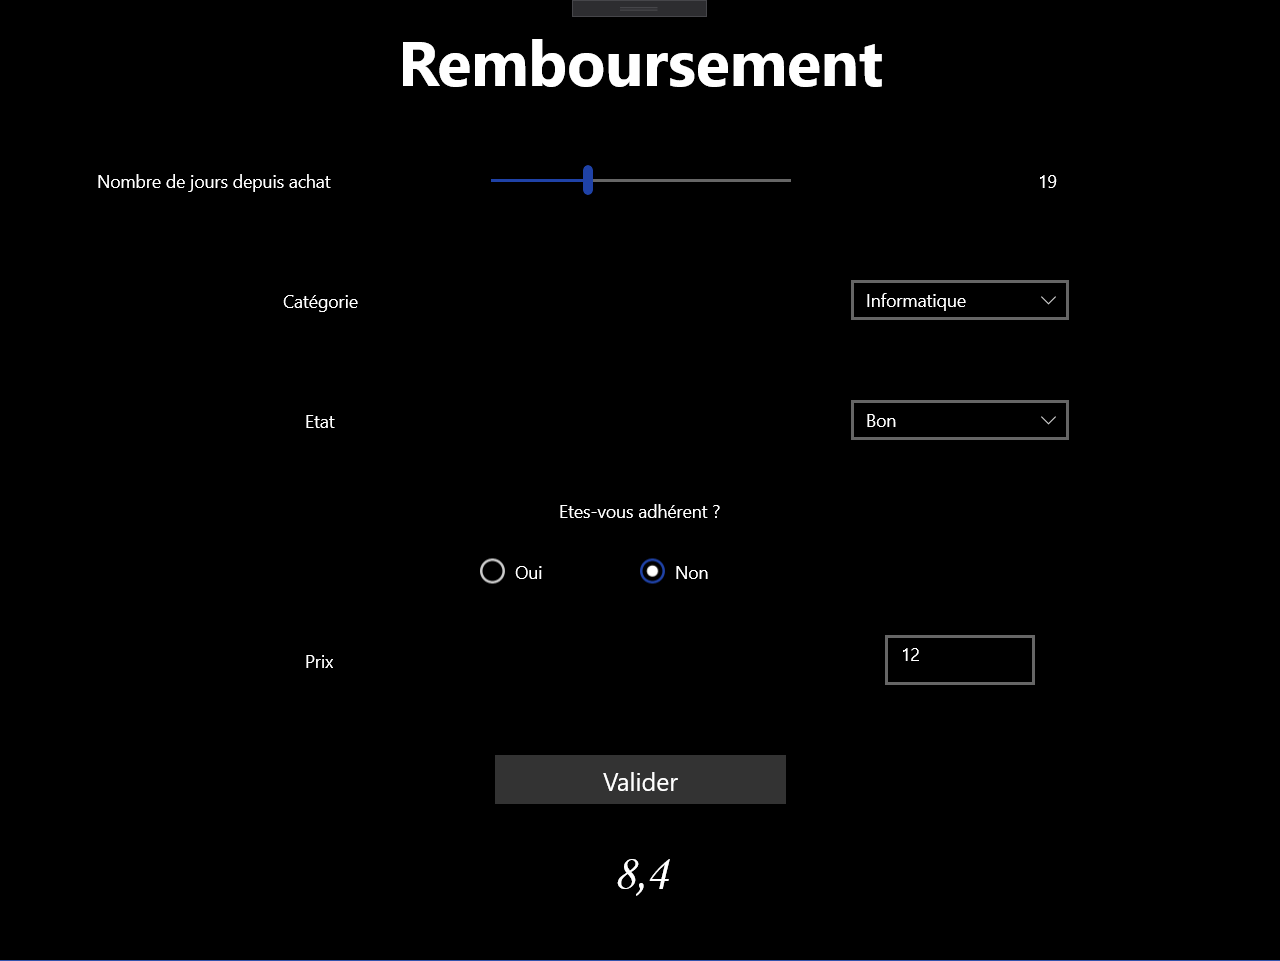 Remboursement
Nombre de jours depuis achat 19
Catégorie Informatique
Etat Bon
Etes-vous adhérent ?
Oui Non
Prix 12
Valider
8,4